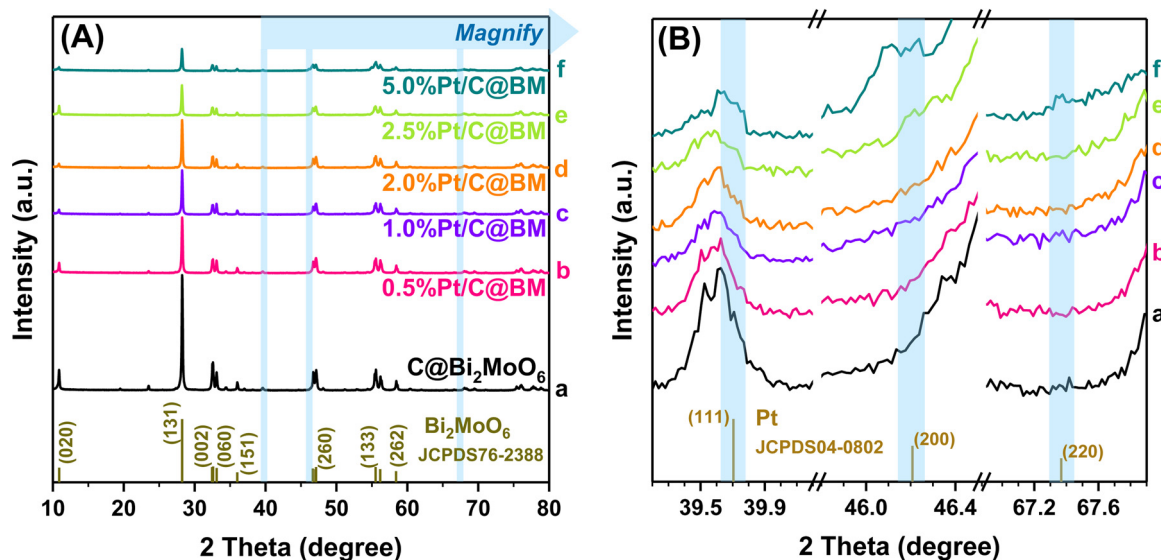 (A)
Magnify
f
5.0%Pt/C@BM
e
2.5%Pt/C@BM
d
2.0%Pt/C@BM
c
1.0%Pt/C@BM
b
0.5%Pt/C@BM
C@Bi₂MoO₆
a
(020)
(131)
(002)
(060)
(151)
(260)
(133)
(262)
Bi₂MoO₆
JCPDS76-2388
10 20 30 40 50 60 70 80
2 Theta (degree)
Intensity (a.u.)
(B)
f
e
d
c
b
a
(111)
Pt
JCPDS04-0802
(200)
(220)
39.5 39.9 46.0 46.4 67.2 67.6
2 Theta (degree)
Intensity (a.u.)